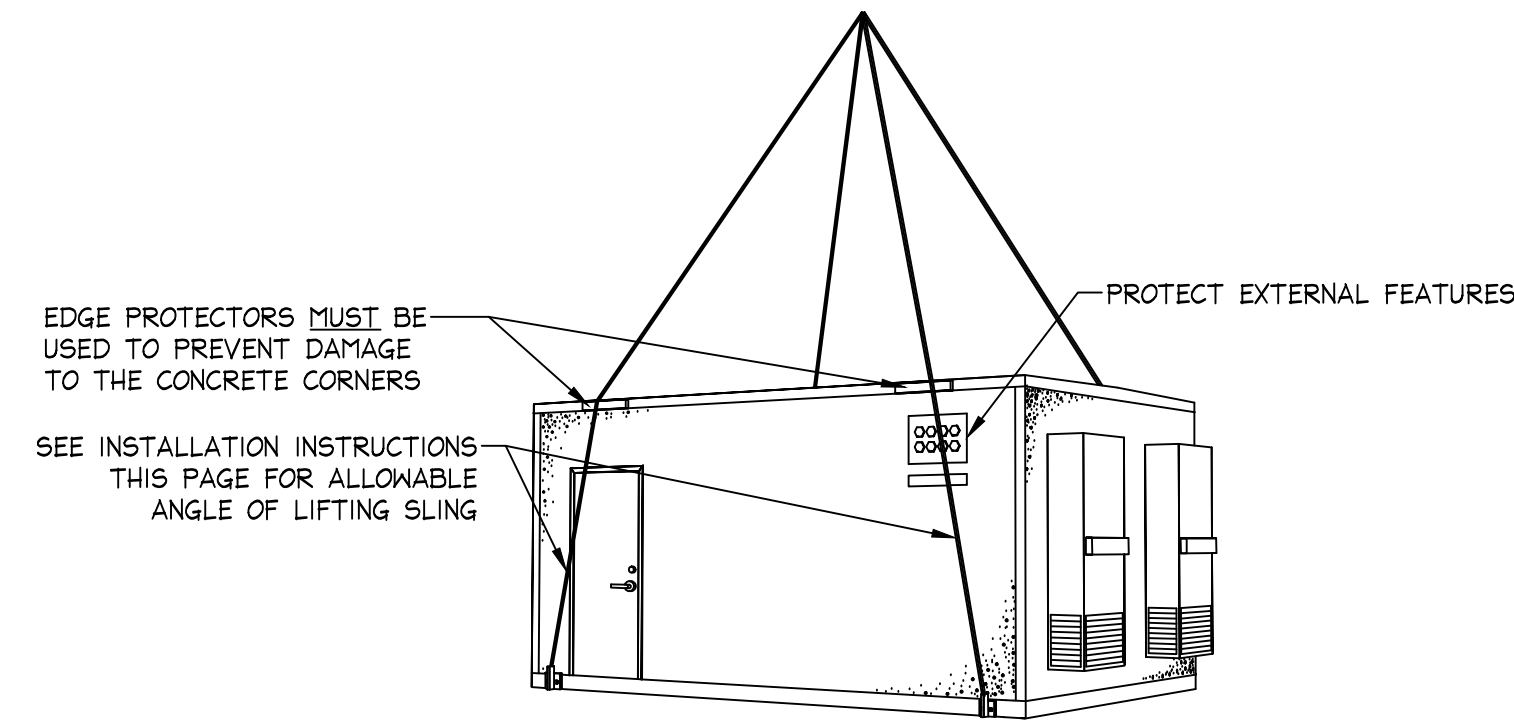 EDGE PROTECTORS MUST BE
USED TO PREVENT DAMAGE
TO THE CONCRETE CORNERS
SEE INSTALLATION INSTRUCTIONS
THIS PAGE FOR ALLOWABLE
ANGLE OF LIFTING SLING
PROTECT EXTERNAL FEATURES